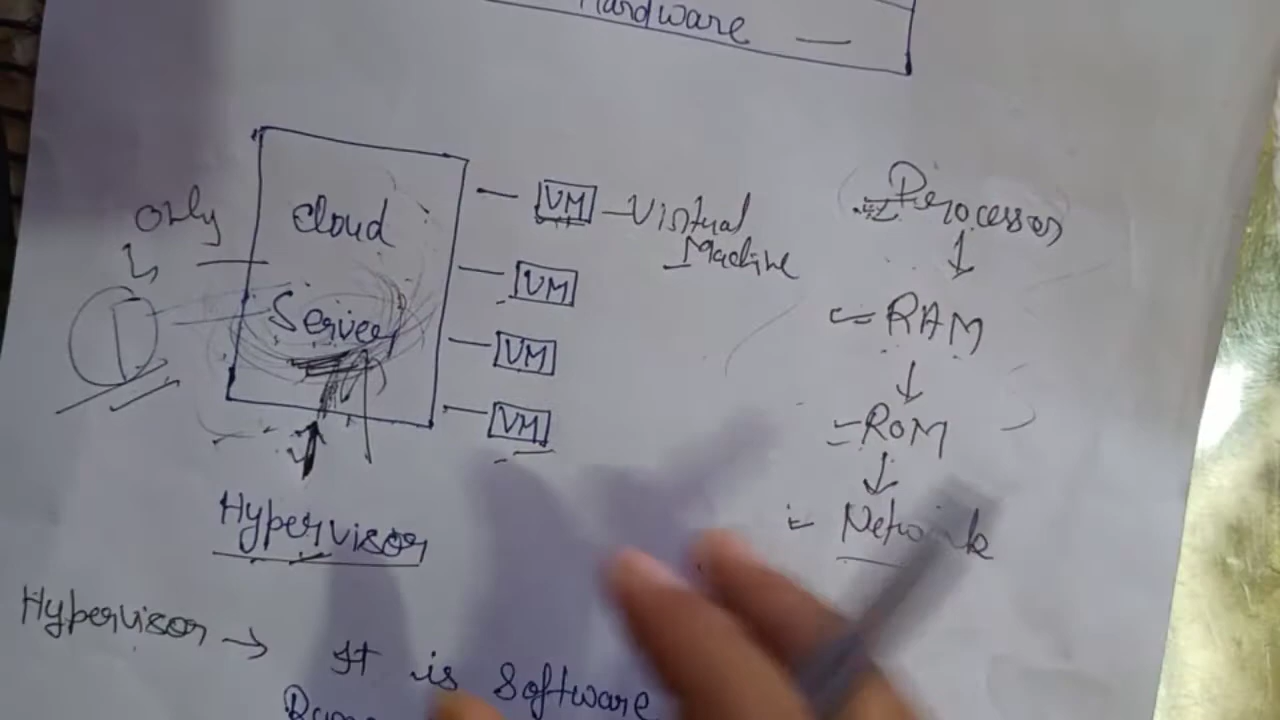 Hardware
only
Cloud
Server
VM
Virtual
Machine
VM
VM
VM
Processor
RAM
ROM
Network
Hypervisor
Hypervisor →
It is Software